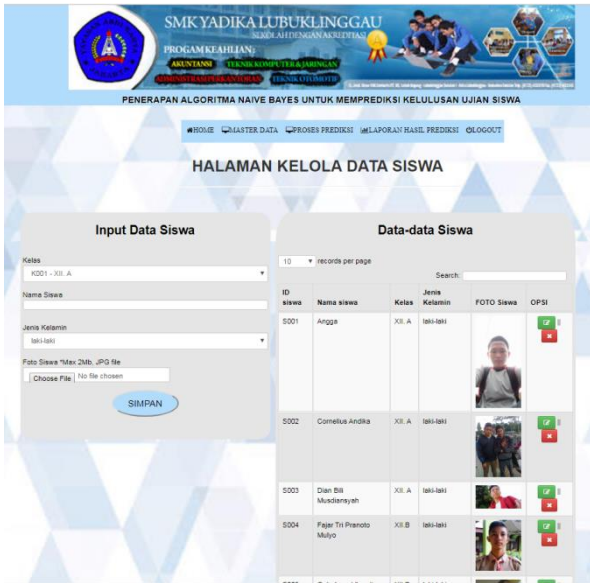 SMK YADIKA LUBUKLINGGAU
SEKOLAH DENGAN AKREDITASI
PROGAM KEAHLIAN :
AKUNTANSI TEKNIK KOMPUTER & JARINGAN
ADMINISTRASI PERKANTORAN TEKNIK OTOMOTIF
PENERAPAN ALGORITMA NAIVE BAYES UNTUK MEMPREDIKSI KELULUSAN UJIAN SISWA
HOME MASTER DATA PROSES PREDIKSI LAPORAN HASIL PREDIKSI LOGOUT
HALAMAN KELOLA DATA SISWA
Input Data Siswa
Kelas
K001 - XII. A
Nama Siswa
Jenis Kelamin
laki-laki
Foto Siswa *Max 2Mb, JPG file
Choose File No file chosen
SIMPAN
Data-data Siswa
10 records per page
Search:
ID siswa Nama siswa Kelas Jenis Kelamin FOTO Siswa OPSI
S001 Angga XII. A laki-laki
S002 Cornelius Andika XII. A laki-laki
S003 Dian Bili Musdiansyah XII. A laki-laki
S004 Fajar Tri Pranoto Mulyo XII.B laki-laki